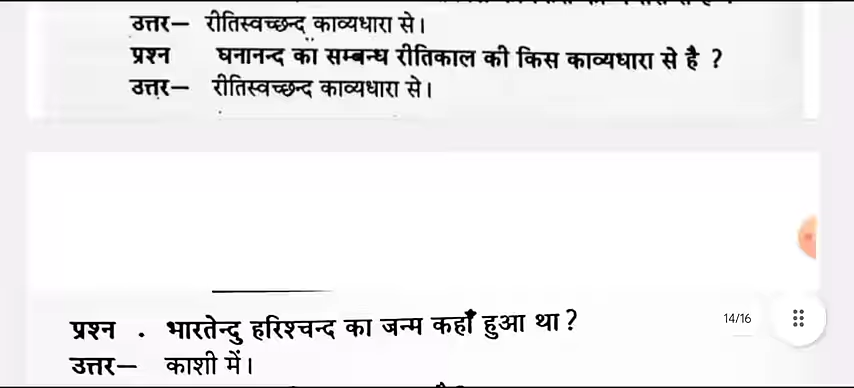 उत्तर— रीतिस्वच्छन्द काव्यधारा से।
प्रश्न घनानन्द का सम्बन्ध रीतिकाल की किस काव्यधारा से है ?
उत्तर— रीतिस्वच्छन्द काव्यधारा से।
प्रश्न . भारतेन्दु हरिश्चन्द का जन्म कहाँ हुआ था?
14/16
उत्तर— काशी में।